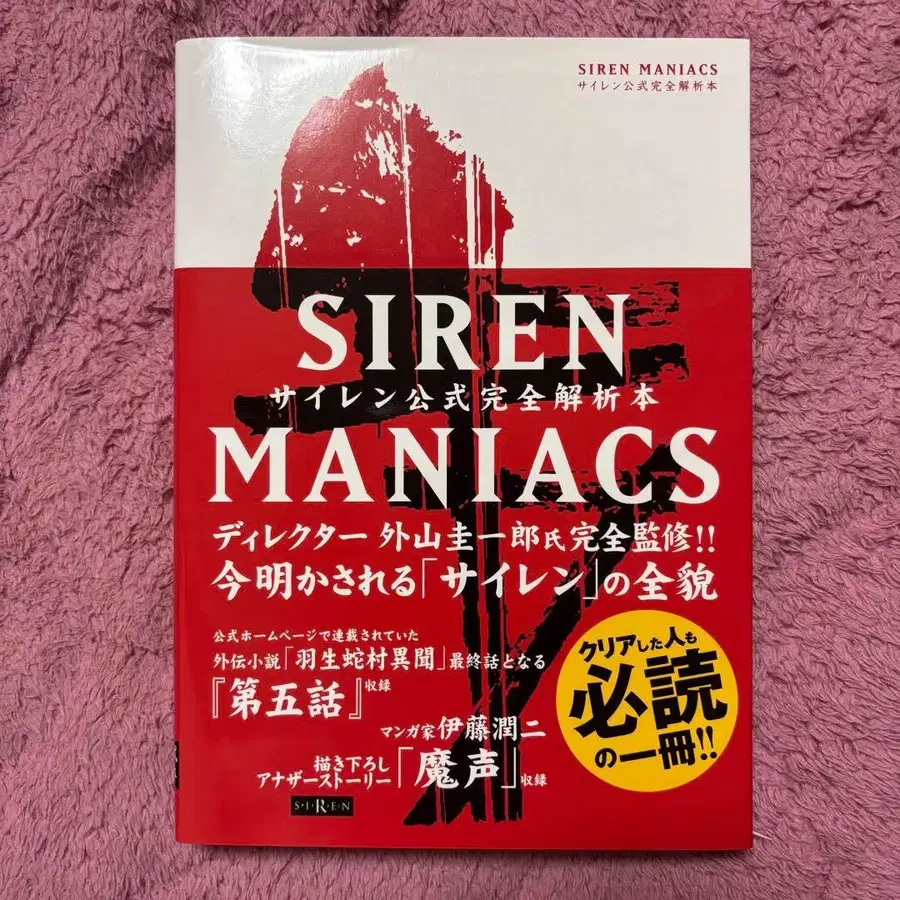 SIREN MANIACS
サイレン公式完全解析本
SIREN
サイレン公式完全解析本
MANIACS
ディレクター 外山圭一郎氏完全監修!!
今明かされる「サイレン」の全貌
公式ホームページで連載されていた
外伝小説「羽生蛇村異聞」最終話となる
『第五話』収録
マンガ家 伊藤潤二
描き下ろし
アナザーストーリー「魔声」収録
S·I·R·E·N
クリアした人も
必読
の一冊!!